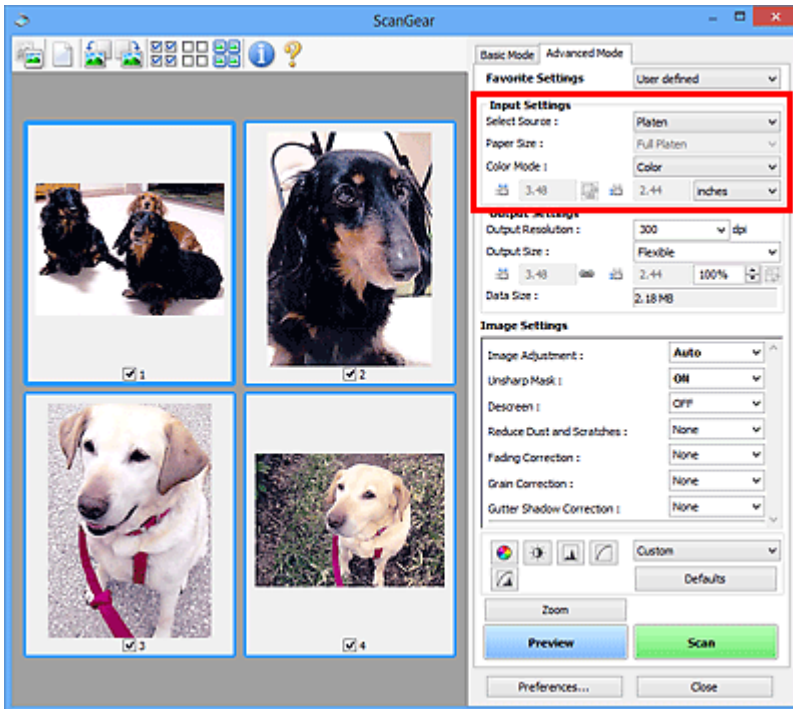 ScanGear
Basic Mode Advanced Mode
Favorite Settings User defined
Input Settings
Select Source : Platen
Paper Size : Full Platen
Color Mode : Color
3.48 2.44 inches
Output Settings
Output Resolution : 300 dpi
Output Size : Flexible
3.48 2.44 100%
Data Size : 2.18 MB
Image Settings
Image Adjustment : Auto
Unsharp Mask : ON
Descreen : OFF
Reduce Dust and Scratches : None
Fading Correction : None
Grain Correction : None
Gutter Shadow Correction : None
Custom
Defaults
Zoom
Preview Scan
Preferences... Close
1 2
3 4